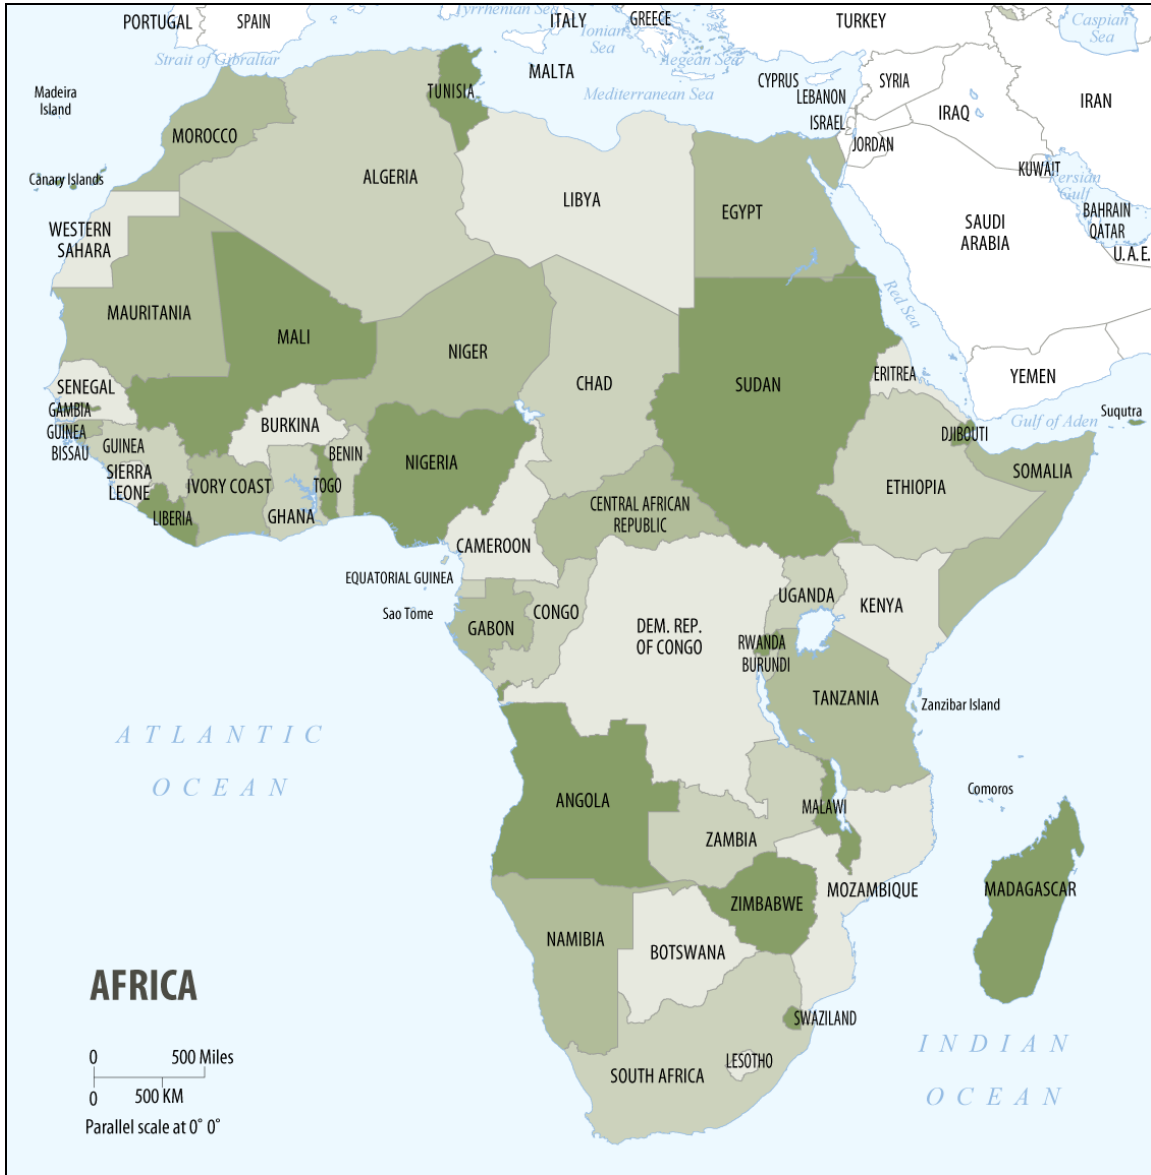 PORTUGAL
SPAIN
Tyrrhenian Sea
ITALY
GREECE
TURKEY
Caspian
Sea
Strait of Gibraltar
Ionian
Sea
Aegean Sea
MALTA
CYPRUS
SYRIA
Mediterranean Sea
LEBANON
IRAN
Madeira
Island
TUNISIA
ISRAEL
IRAQ
MOROCCO
JORDAN
KUWAIT
Persian
Gulf
Canary Islands
ALGERIA
LIBYA
EGYPT
BAHRAIN
QATAR
SAUDI
ARABIA
U.A.E.
WESTERN
SAHARA
Red Sea
MAURITANIA
MALI
NIGER
CHAD
SUDAN
ERITREA
YEMEN
SENEGAL
GAMBIA
GUINEA
BISSAU
GUINEA
BURKINA
BENIN
NIGERIA
DJIBOUTI
Gulf of Aden
Suqutra
SIERRA
LEONE
IVORY COAST
TOGO
GHANA
LIBERIA
CENTRAL AFRICAN
REPUBLIC
ETHIOPIA
SOMALIA
CAMEROON
EQUATORIAL GUINEA
Sao Tome
GABON
CONGO
DEM. REP.
OF CONGO
UGANDA
KENYA
RWANDA
BURUNDI
TANZANIA
Zanzibar Island
ATLANTIC
OCEAN
ANGOLA
ZAMBIA
MALAWI
Comoros
MOZAMBIQUE
MADAGASCAR
ZIMBABWE
NAMIBIA
BOTSWANA
SWAZILAND
LESOTHO
SOUTH AFRICA
INDIAN
OCEAN
AFRICA
0 500 Miles
0 500 KM
Parallel scale at 0˚ 0˚